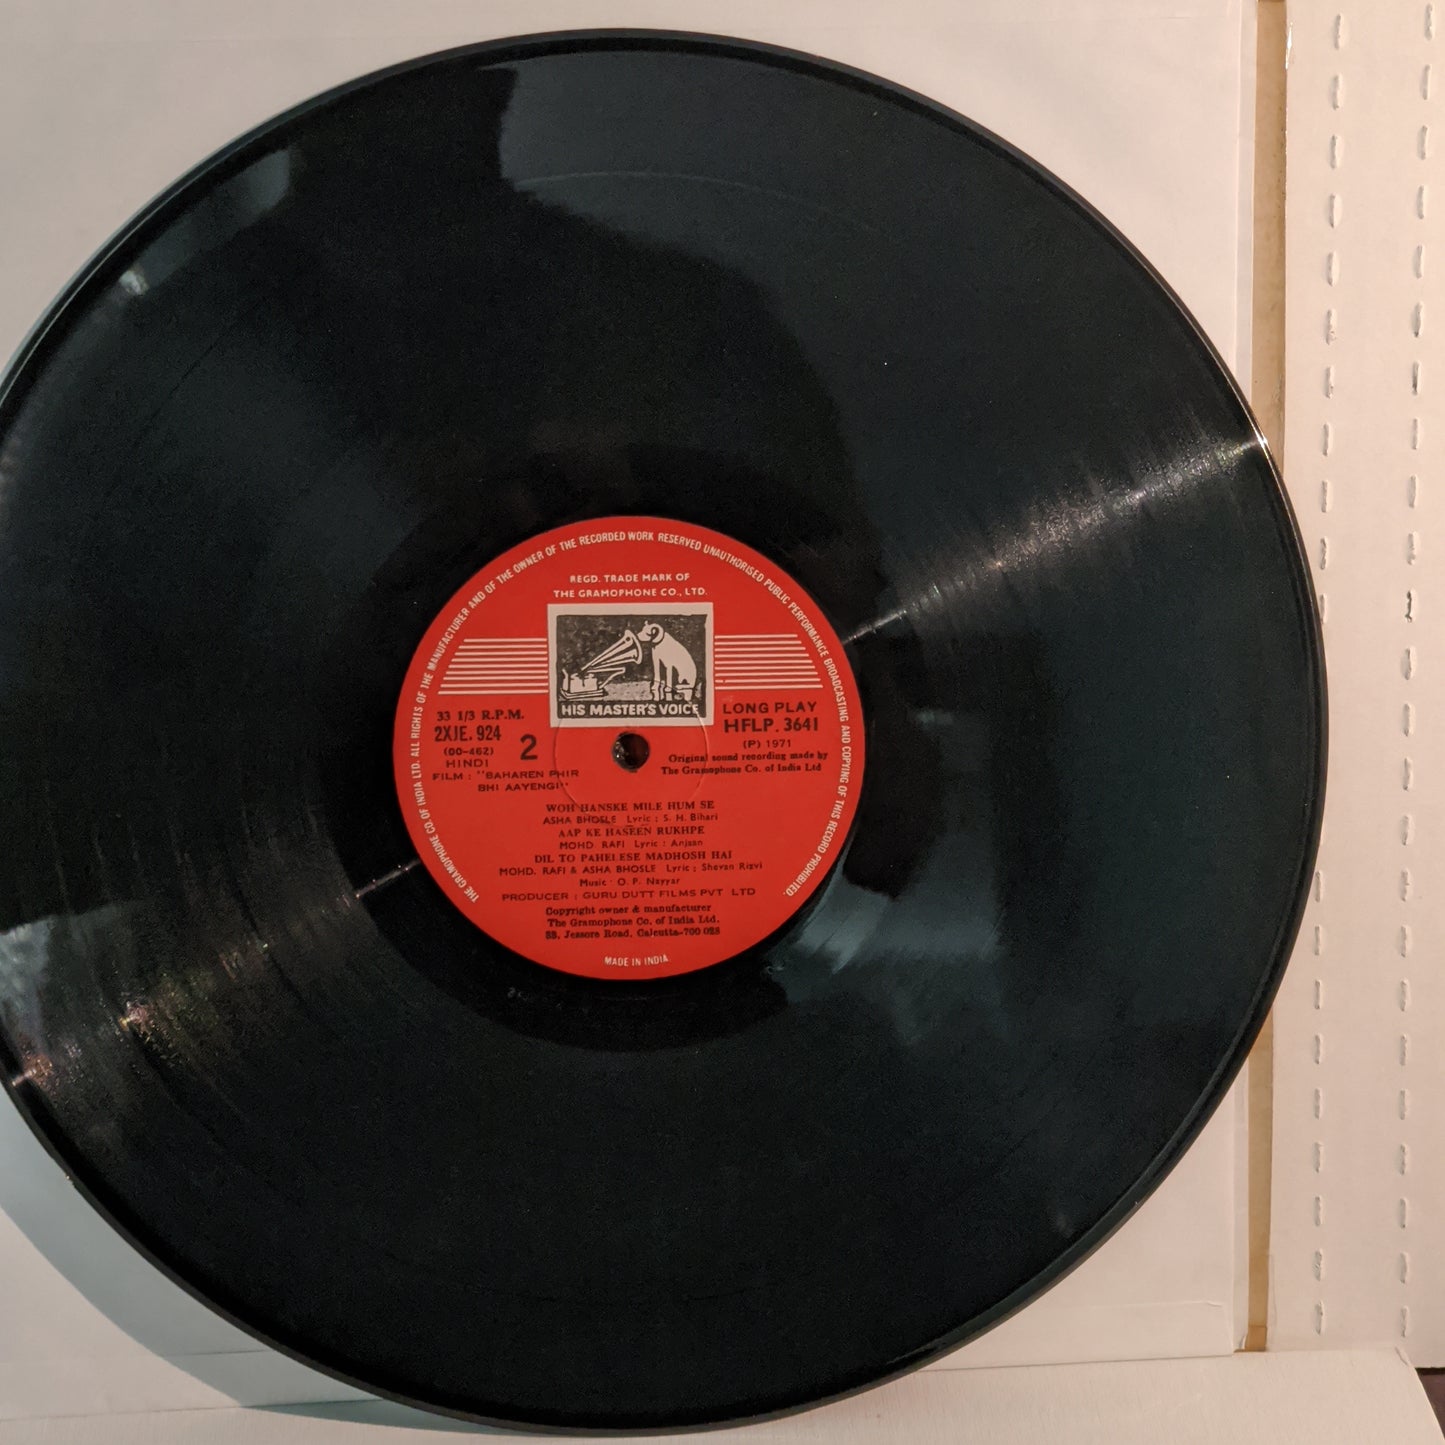 THE GRAMOPHONE CO. OF INDIA LTD. ALL RIGHTS OF THE MANUFACTURER AND OF THE OWNER OF THE RECORDED WORK RESERVED UNAUTHORISED PUBLIC PERFORMANCE BROADCASTING AND COPYING OF THIS RECORD PROHIBITED.
REGD. TRADE MARK OF
THE GRAMOPHONE CO., LTD.
HIS MASTER'S VOICE
33 1/3 R.P.M.
2XJE. 924
(OO-462)
2
HINDI
FILM : "BAHAREN PHIR
BHI AAYENGI"
LONG PLAY
HFLP. 3641
(P) 1971
Original sound recording made by
The Gramophone Co. of India Ltd
WOH HANSKE MILE HUM SE
ASHA BHOSLE Lyric : S. H. Bihari
AAP KE HASEEN RUKHPE
MOHD. RAFI Lyric : Anjaan
DIL TO PAHELESE MADHOSH HAI
MOHD. RAFI & ASHA BHOSLE Lyric : Shevan Rizvi
Music : O. P. Nayyar
PRODUCER : GURU DUTT FILMS PVT LTD
Copyright owner & manufacturer
The Gramophone Co. of India Ltd.
33, Jessore Road, Calcutta-700 028
MADE IN INDIA